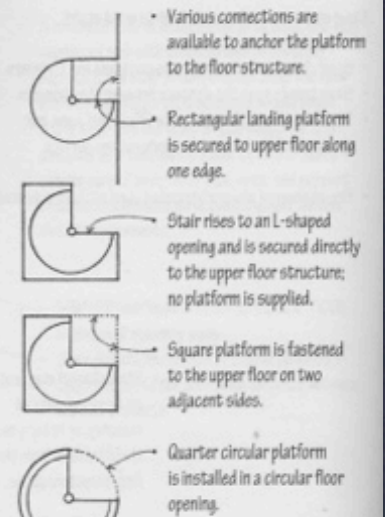 Various connections are
available to anchor the platform
to the floor structure.
Rectangular landing platform
is secured to upper floor along
one edge.
Stair rises to an L-shaped
opening and is secured directly
to the upper floor structure;
no platform is supplied.
Square platform is fastened
to the upper floor on two
adjacent sides.
Quarter circular platform
is installed in a circular floor
opening.